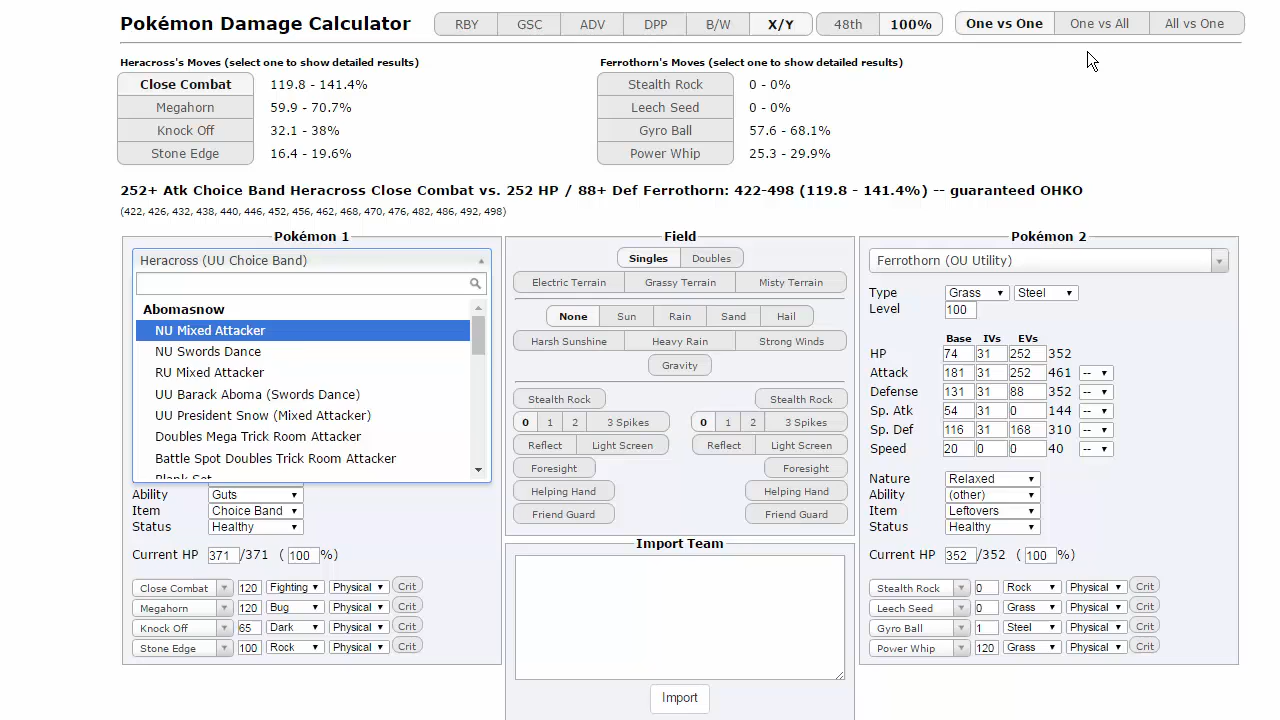 Pokémon Damage Calculator RBY GSC ADV DPP B/W X/Y 48th 100% One vs One One vs All All vs One
Heracross's Moves (select one to show detailed results) Ferrothorn's Moves (select one to show detailed results)
Close Combat 119.8 - 141.4% Stealth Rock 0 - 0%
Megahorn 59.9 - 70.7% Leech Seed 0 - 0%
Knock Off 32.1 - 38% Gyro Ball 57.6 - 68.1%
Stone Edge 16.4 - 19.6% Power Whip 25.3 - 29.9%
252+ Atk Choice Band Heracross Close Combat vs. 252 HP / 88+ Def Ferrothorn: 422-498 (119.8 - 141.4%) -- guaranteed OHKO
(422, 426, 432, 438, 440, 446, 452, 456, 462, 468, 470, 476, 482, 486, 492, 498)
Pokémon 1
Heracross (UU Choice Band)
Abomasnow
NU Mixed Attacker
NU Swords Dance
RU Mixed Attacker
UU Barack Aboma (Swords Dance)
UU President Snow (Mixed Attacker)
Doubles Mega Trick Room Attacker
Battle Spot Doubles Trick Room Attacker
Blank Set
Ability Guts
Item Choice Band
Status Healthy
Current HP 371 /371 ( 100 %)
Close Combat 120 Fighting Physical Crit
Megahorn 120 Bug Physical Crit
Knock Off 65 Dark Physical Crit
Stone Edge 100 Rock Physical Crit
Field
Singles Doubles
Electric Terrain Grassy Terrain Misty Terrain
None Sun Rain Sand Hail
Harsh Sunshine Heavy Rain Strong Winds
Gravity
Stealth Rock Stealth Rock
0 1 2 3 Spikes 0 1 2 3 Spikes
Reflect Light Screen Reflect Light Screen
Foresight Foresight
Helping Hand Helping Hand
Friend Guard Friend Guard
Import Team
Import
Pokémon 2
Ferrothorn (OU Utility)
Type Grass Steel
Level 100
Base IVs EVs
HP 74 31 252 352
Attack 181 31 252 461 --
Defense 131 31 88 352 --
Sp. Atk 54 31 0 144 --
Sp. Def 116 31 168 310 --
Speed 20 0 0 40 --
Nature Relaxed
Ability (other)
Item Leftovers
Status Healthy
Current HP 352 /352 ( 100 %)
Stealth Rock 0 Rock Physical Crit
Leech Seed 0 Grass Physical Crit
Gyro Ball 1 Steel Physical Crit
Power Whip 120 Grass Physical Crit